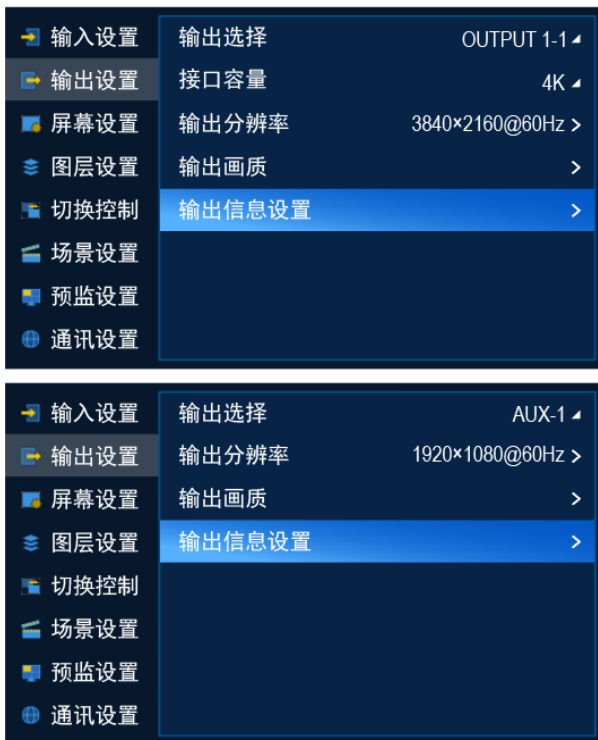 输入设置 输出选择 OUTPUT 1-1
输出设置 接口容量 4K
屏幕设置 输出分辨率 3840×2160@60Hz >
图层设置 输出画质 >
切换控制 输出信息设置 >
场景设置
预监设置
通讯设置
输入设置 输出选择 AUX-1
输出设置 输出分辨率 1920×1080@60Hz >
屏幕设置 输出画质 >
图层设置 输出信息设置 >
切换控制
场景设置
预监设置
通讯设置